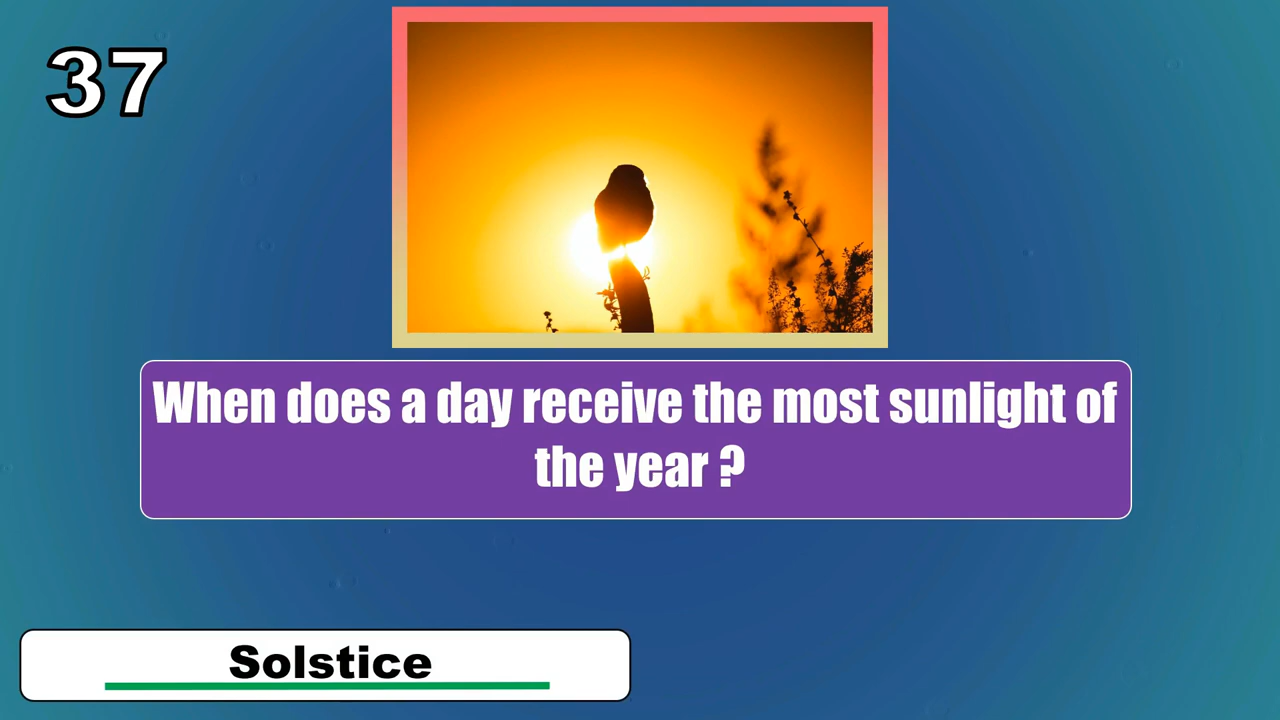 37
When does a day receive the most sunlight of
the year ?
Solstice